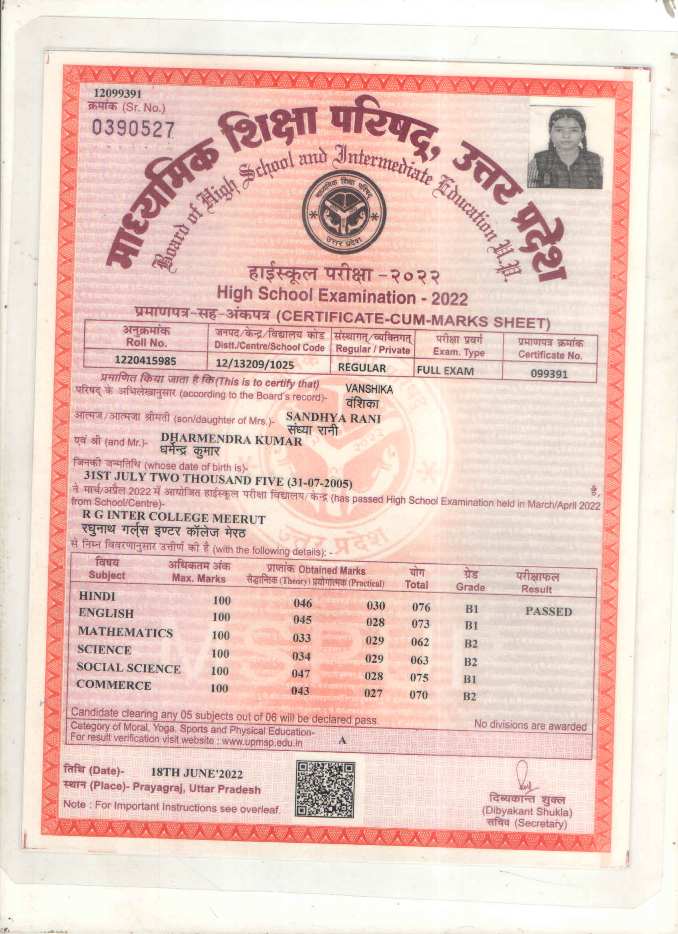 12099391
क्रमांक (Sr. No.)
0390527
माध्यमिक शिक्षा परिषद्, उत्तर प्रदेश
Board of High School and Intermediate Education U.P.
माध्यमिक शिक्षा परिषद्
उत्तर प्रदेश
हाईस्कूल परीक्षा -२०२२
High School Examination - 2022
प्रमाणपत्र-सह-अंकपत्र (CERTIFICATE-CUM-MARKS SHEET)
अनुक्रमांक जनपद/केन्द्र/विद्यालय कोड संस्थागत/व्यक्तिगत परीक्षा प्रवर्ग प्रमाणपत्र क्रमांक
Roll No. Distt./Centre/School Code Regular / Private Exam. Type Certificate No.
1220415985 12/13209/1025 REGULAR FULL EXAM 099391
प्रमाणित किया जाता है कि(This is to certify that)
परिषद् के अभिलेखानुसार (according to the Board's record)- VANSHIKA
वंशिका
आत्मज/आत्मजा श्रीमती (son/daughter of Mrs.)- SANDHYA RANI
संध्या रानी
एवं श्री (and Mr.)- DHARMENDRA KUMAR
धर्मेन्द्र कुमार
जिनकी जन्मतिथि (whose date of birth is)-
31ST JULY TWO THOUSAND FIVE (31-07-2005) है,
ने मार्च/अप्रैल 2022 में आयोजित हाईस्कूल परीक्षा विद्यालय/केन्द्र (has passed High School Examination held in March/April 2022
from School/Centre)-
R G INTER COLLEGE MEERUT
रघुनाथ गर्ल्स इण्टर कॉलेज मेरठ
से निम्न विवरणानुसार उत्तीर्ण की है (with the following details): -
विषय अधिकतम अंक प्राप्तांक Obtained Marks योग ग्रेड परीक्षाफल
Subject Max. Marks सैद्धान्तिक (Theory) प्रयोगात्मक (Practical) Total Grade Result
HINDI 100 046 030 076 B1 PASSED
ENGLISH 100 045 028 073 B1
MATHEMATICS 100 033 029 062 B2
SCIENCE 100 034 029 063 B2
SOCIAL SCIENCE 100 047 028 075 B1
COMMERCE 100 043 027 070 B2
Candidate clearing any 05 subjects out of 06 will be declared pass. No divisions are awarded
Category of Moral, Yoga, Sports and Physical Education- A
For result verification visit website : www.upmsp.edu.in
तिथि (Date)- 18TH JUNE'2022
स्थान (Place)- Prayagraj, Uttar Pradesh
Note : For Important Instructions see overleaf.
दिब्यकान्त शुक्ल
(Dibyakant Shukla)
सचिव (Secretary)